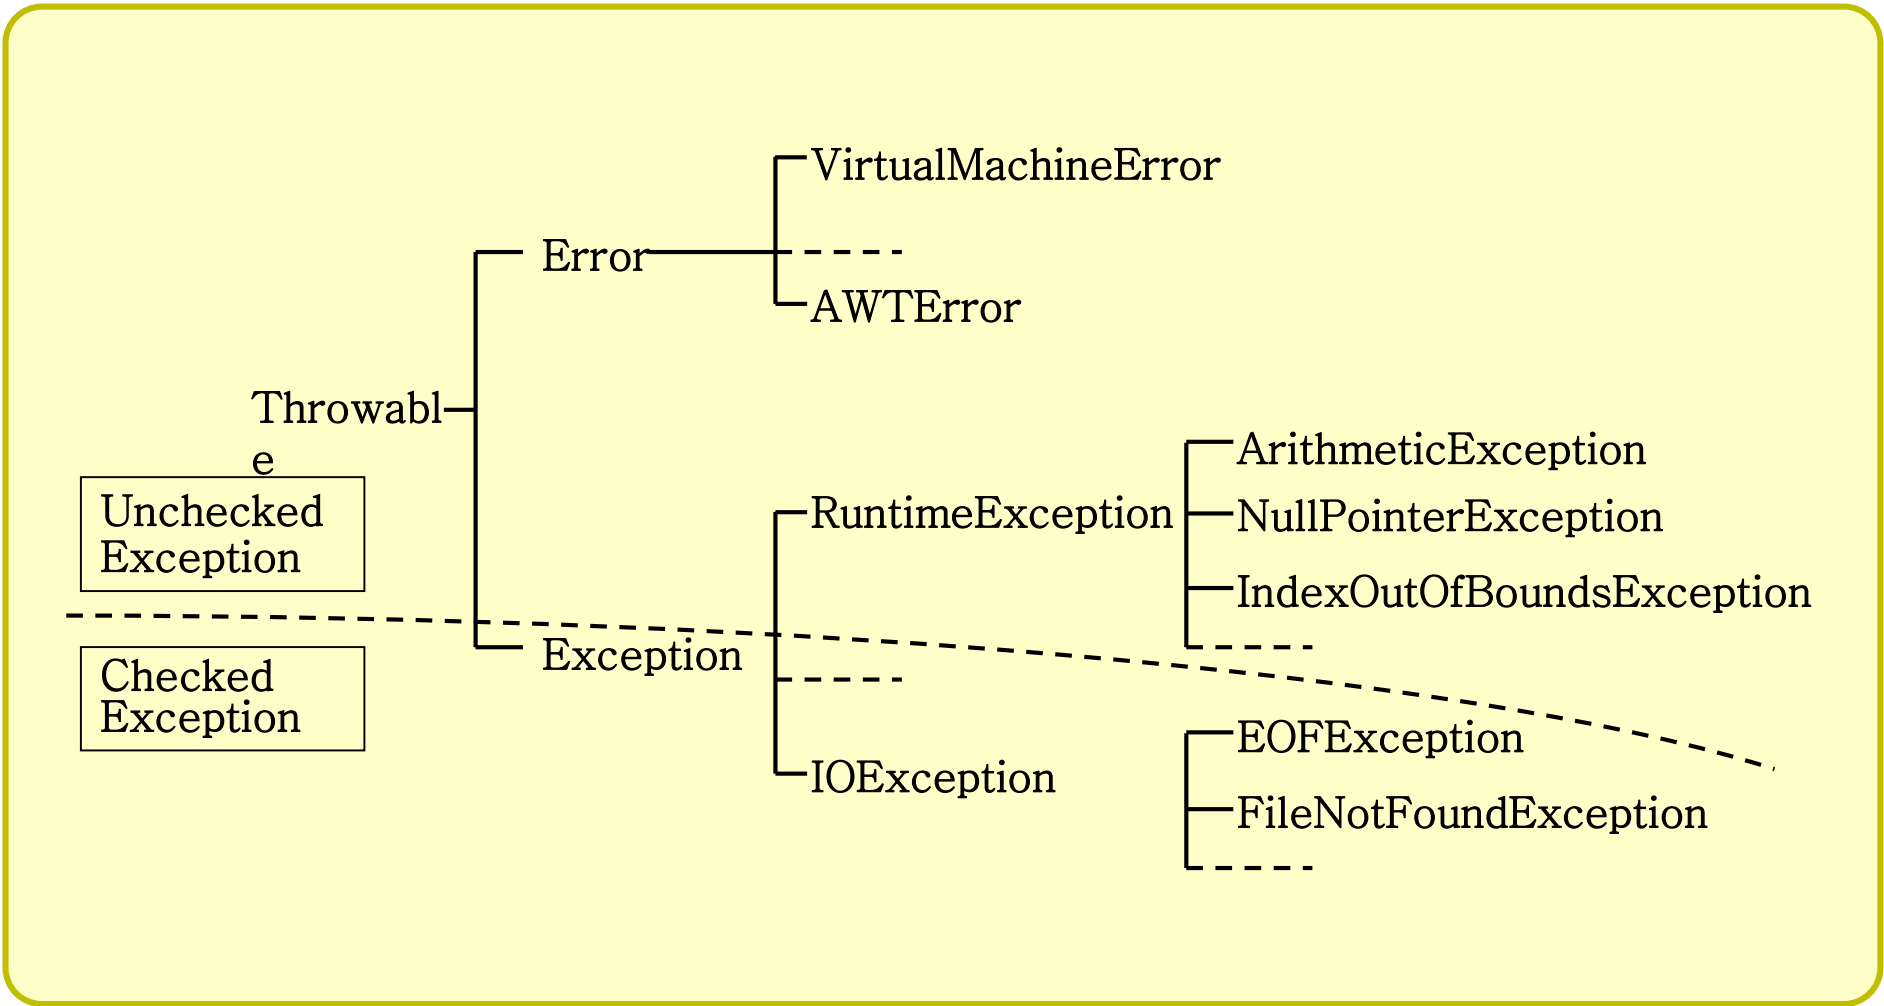 VirtualMachineError
Error
AWTError
Throwabl
e
ArithmeticException
Unchecked
Exception
RuntimeException
NullPointerException
IndexOutOfBoundsException
Exception
Checked
Exception
EOFException
IOException
FileNotFoundException